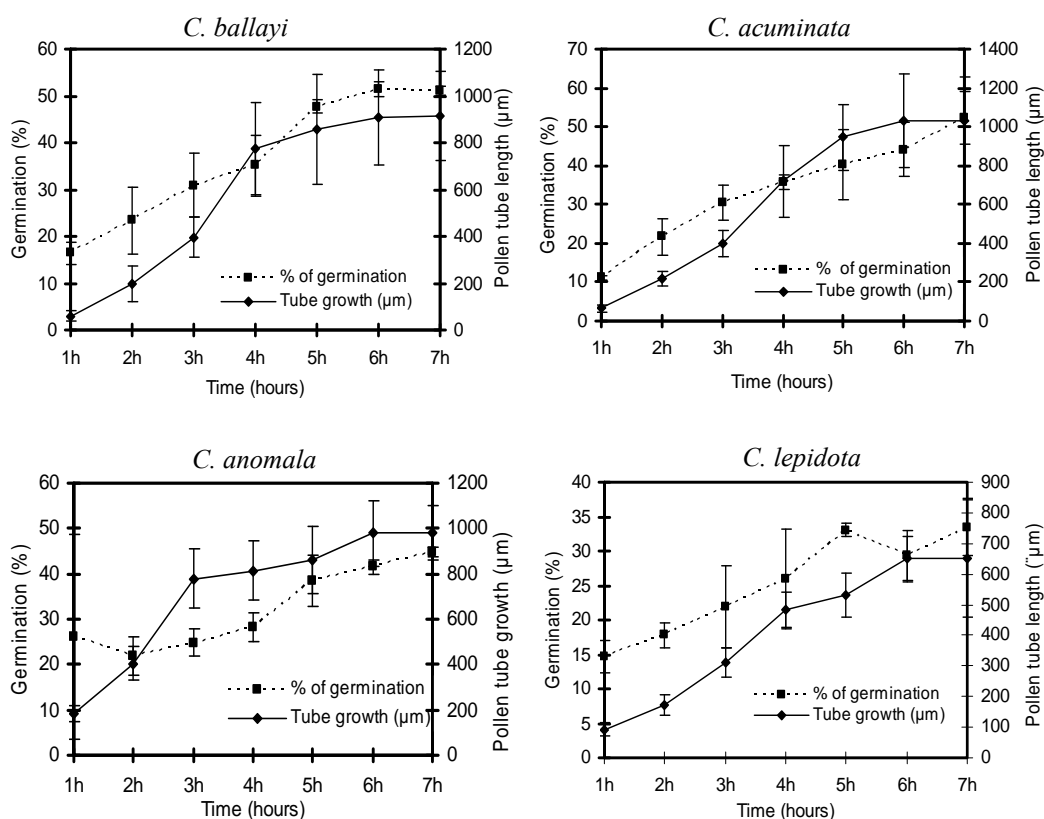 C. ballayi
60
50
40
30
20
10
0
Germination (%)
1200
1000
800
600
400
200
0
Pollen tube length (µm)
% of germination
Tube growth (µm)
1h 2h 3h 4h 5h 6h 7h
Time (hours)
C. acuminata
70
60
50
40
30
20
10
0
Germination (%)
1400
1200
1000
800
600
400
200
0
Pollen tube length (µm)
% of germination
Tube growth (µm)
1h 2h 3h 4h 5h 6h 7h
Time (hours)
C. anomala
60
50
40
30
20
10
0
Germination (%)
1200
1000
800
600
400
200
0
Pollen tube growth (µm)
% of germination
Tube growth (µm)
1h 2h 3h 4h 5h 6h 7h
Time (hours)
C. lepidota
40
35
30
25
20
15
10
5
0
Germination (%)
900
800
700
600
500
400
300
200
100
0
Pollen tube length (¨µm)
% of germination
Tube growth (µm)
1h 2h 3h 4h 5h 6h 7h
Time (hours)